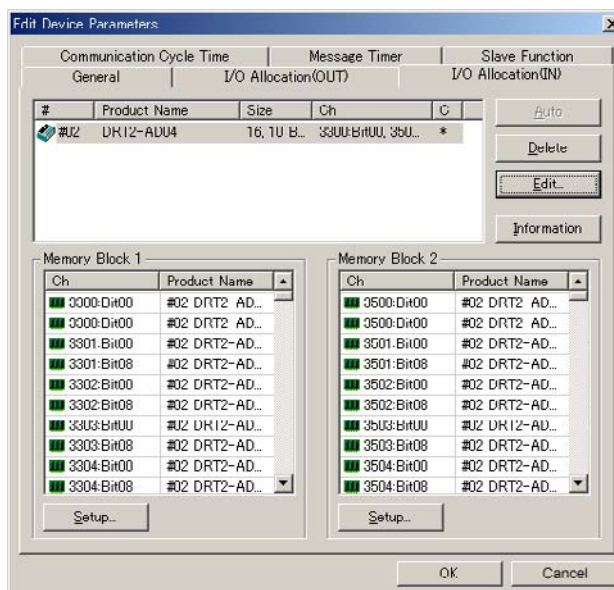 Edit Device Parameters
Communication Cycle Time Message Timer Slave Function
General I/O Allocation(OUT) I/O Allocation(IN)
# Product Name Size Ch C
#02 DRT2-AD04 16, 10 B... 3300:Bit00, 350... *
Auto
Delete
Edit...
Information
Memory Block 1
Ch Product Name
3300:Bit00 #02 DRT2-AD...
3300:Bit08 #02 DRT2-AD...
3301:Bit00 #02 DRT2-AD...
3301:Bit08 #02 DRT2-AD...
3302:Bit00 #02 DRT2-AD...
3302:Bit08 #02 DRT2-AD...
3303:Bit00 #02 DRT2-AD...
3303:Bit08 #02 DRT2-AD...
3304:Bit00 #02 DRT2-AD...
3304:Bit08 #02 DRT2-AD...
Setup...
Memory Block 2
Ch Product Name
3500:Bit00 #02 DRT2-AD...
3500:Bit08 #02 DRT2-AD...
3501:Bit00 #02 DRT2-AD...
3501:Bit08 #02 DRT2-AD...
3502:Bit00 #02 DRT2-AD...
3502:Bit08 #02 DRT2-AD...
3503:Bit00 #02 DRT2-AD...
3503:Bit08 #02 DRT2-AD...
3504:Bit00 #02 DRT2-AD...
3504:Bit08 #02 DRT2-AD...
Setup...
OK Cancel